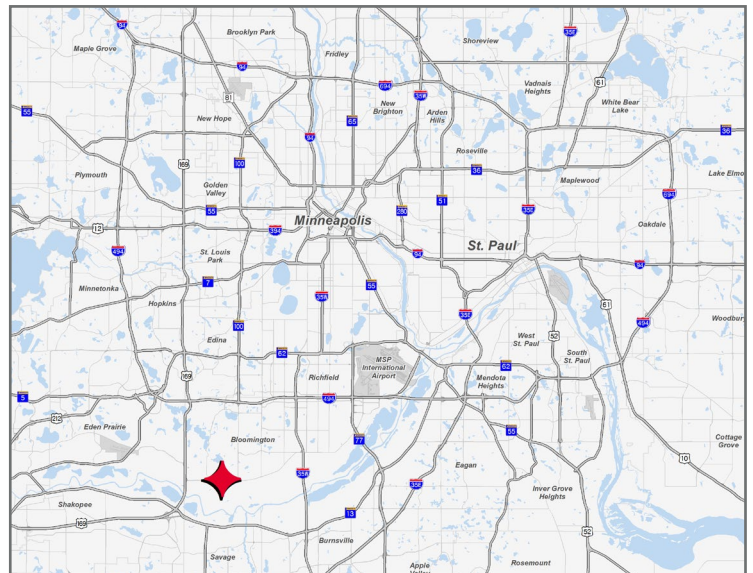 94
35E
Brooklyn Park
Maple Grove
Fridley
Shoreview
94
694
61
Vadnais
Heights
81
New
Brighton
35W
55
Arden
Hills
White Bear
Lake
New Hope
65
36
94
169
100
Roseville
36
Plymouth
Maplewood
Lake Elmo
Golden
Valley
694
51
55
280
35E
Minneapolis
Oakdale
12
394
St. Paul
494
St. Louis
Park
94
94
7
55
Minnetonka
35W
Hopkins
61
35E
Woodbury
100
494
Edina
West
St. Paul
52
62
MSP
International
Airport
South
St. Paul
62
169
Richfield
Mendota
Heights
5
494
212
Eden Prairie
55
Bloomington
77
Cottage
Grove
10
Eagan
35W
35E
Inver Grove
Heights
Shakopee
13
169
52
Savage
Burnsville
Apple
Valley
Rosemount